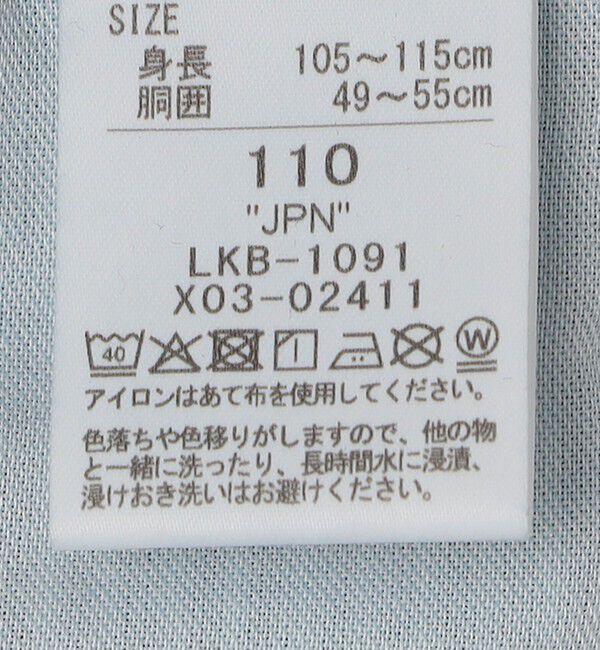 SIZE
身長 105～115cm
胴囲 49～55cm
110
"JPN"
LKB-1091
X03-02411
40 W
アイロンはあて布を使用してください。
色落ちや色移りがしますので、他の物
と一緒に洗ったり、長時間水に浸漬、
浸けおき洗いはお避けください。